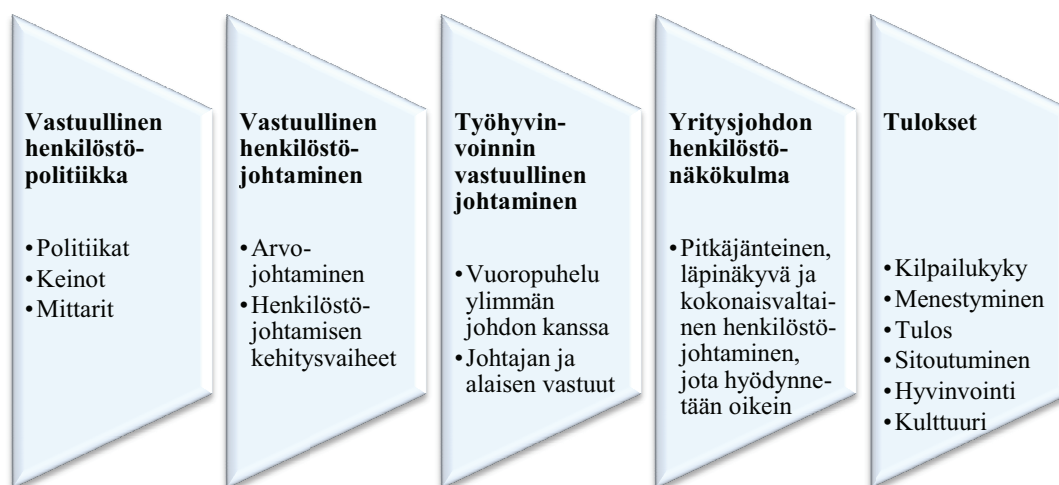 Vastuullinen
henkilöstö-
politiikka
•Politiikat
•Keinot
•Mittarit
Vastuullinen
henkilöstö-
johtaminen
•Arvo-
johtaminen
•Henkilöstö-
johtamisen
kehitysvaiheet
Työhyvin-
voinnin
vastuullinen
johtaminen
•Vuoropuhelu
ylimmän
johdon kanssa
•Johtajan ja
alaisen vastuut
Yritysjohdon
henkilöstö-
näkökulma
•Pitkäjänteinen,
läpinäkyvä ja
kokonaisvaltai-
nen henkilöstö-
johtaminen,
jota hyödynne-
tään oikein
Tulokset
•Kilpailukyky
•Menestyminen
•Tulos
•Sitoutuminen
•Hyvinvointi
•Kulttuuri